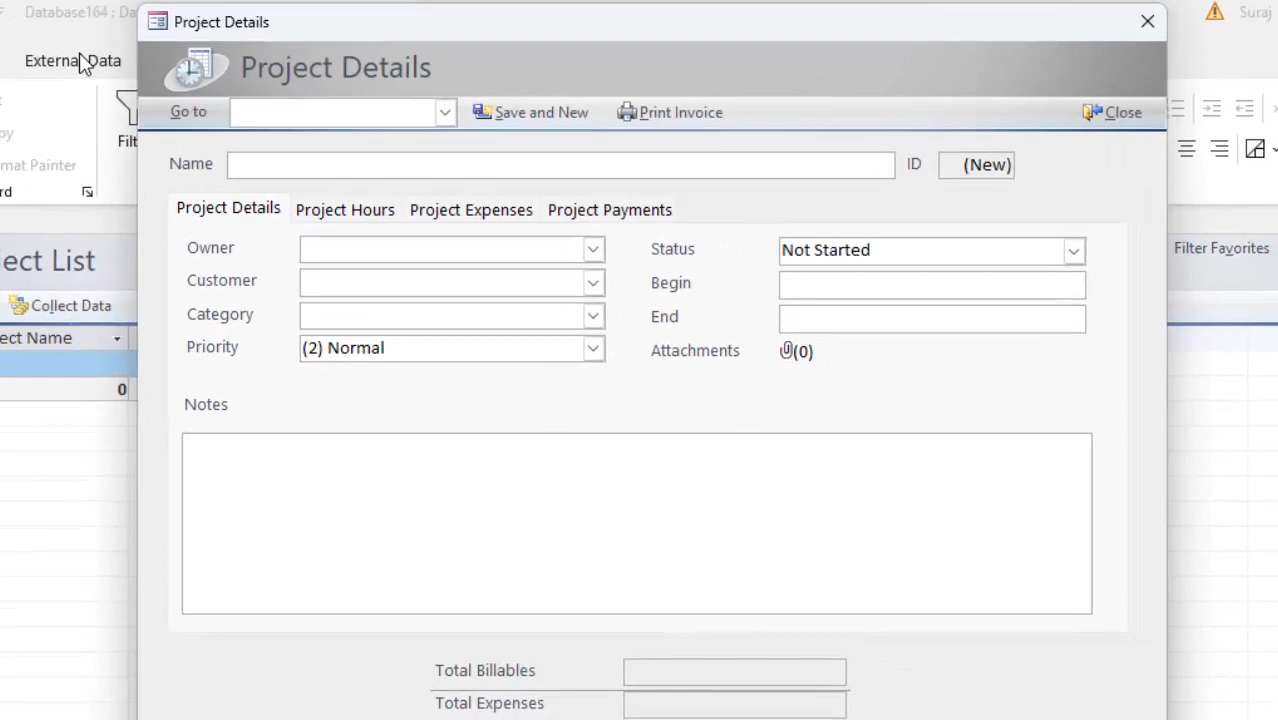 Database164 : Da
Project Details
Suraj
External Data
Project Details
Go to
Save and New
Print Invoice
Close
Filt
py
mat Painter
rd
Name
ID
(New)
Project Details
Project Hours
Project Expenses
Project Payments
Owner
Status
Not Started
Filter Favorites
ject List
Customer
Begin
Collect Data
Category
End
ect Name
Priority
(2) Normal
Attachments
(0)
0
Notes
Total Billables
Total Expenses